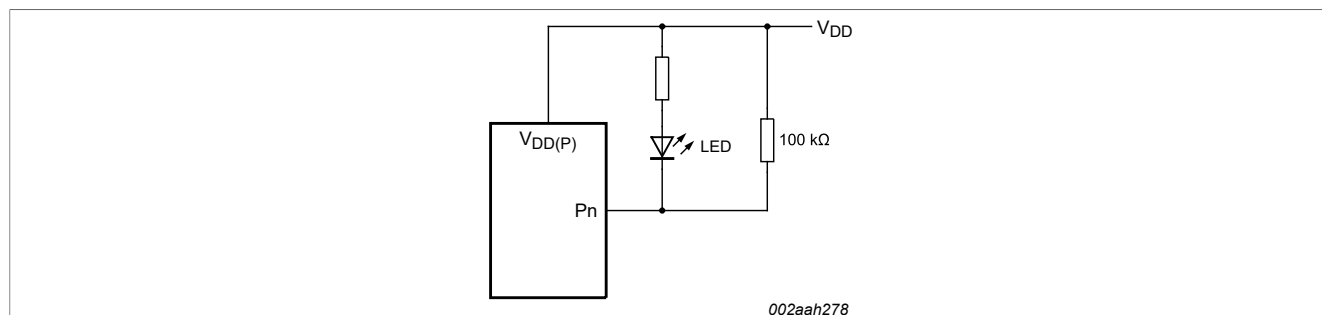 VDD
VDD(P)
LED
100 kΩ
Pn
002aah278